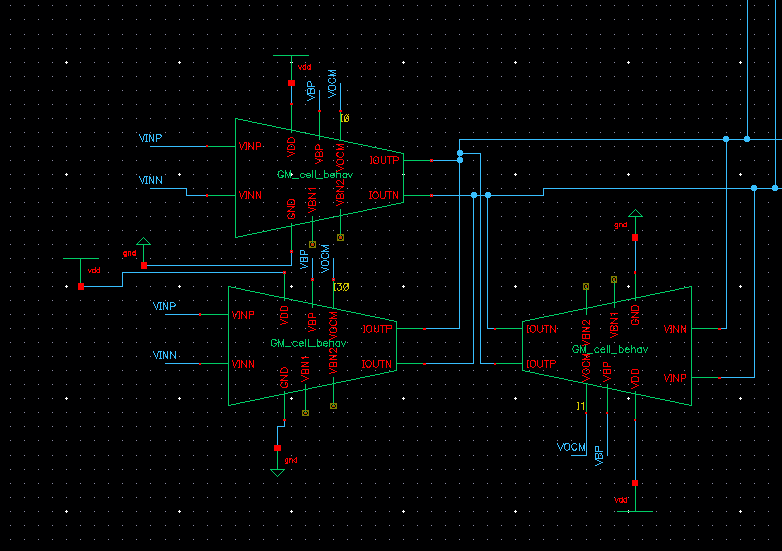 vdd
VBP
VOCM
I0
VINP
VINP
VDD
VBP
VOCM
IOUTP
GM_cell_behav
VINN
VINN
GND
VBN1
VBN2
IOUTN
gnd
vdd
VBP
VOCM
I30
VINP
VINP
VDD
VBP
VOCM
IOUTP
GM_cell_behav
VINN
VINN
GND
VBN1
VBN2
IOUTN
gnd
gnd
VBN2
VBN1
GND
IOUTN
VINN
GM_cell_behav
IOUTP
VOCM
VBP
VDD
VINP
I1
VOCM
VBP
vdd